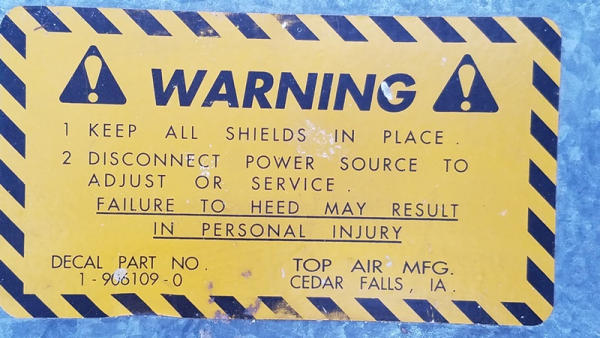 WARNING
1 KEEP ALL SHIELDS IN PLACE.
2 DISCONNECT POWER SOURCE TO
ADJUST OR SERVICE.
FAILURE TO HEED MAY RESULT
IN PERSONAL INJURY
DECAL PART NO. TOP AIR MFG.
1-906109-0 CEDAR FALLS, IA.